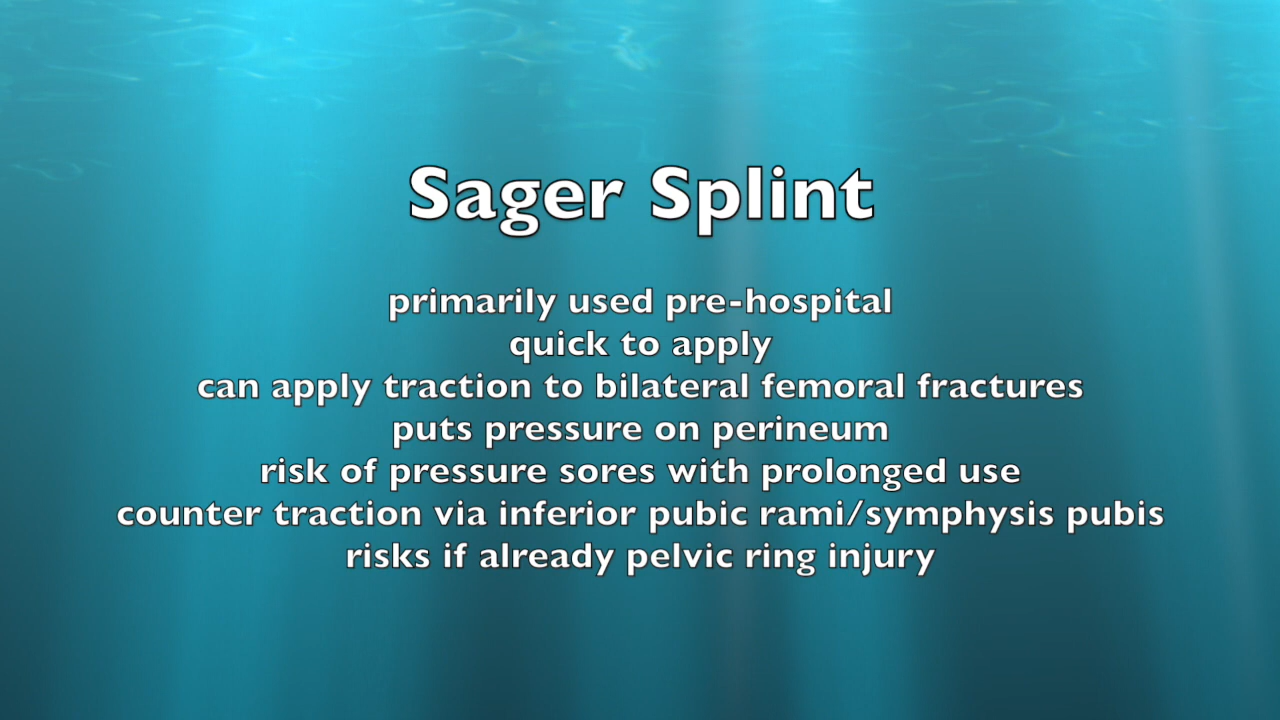 Sager Splint
primarily used pre-hospital
quick to apply
can apply traction to bilateral femoral fractures
puts pressure on perineum
risk of pressure sores with prolonged use
counter traction via inferior pubic rami/symphysis pubis
risks if already pelvic ring injury